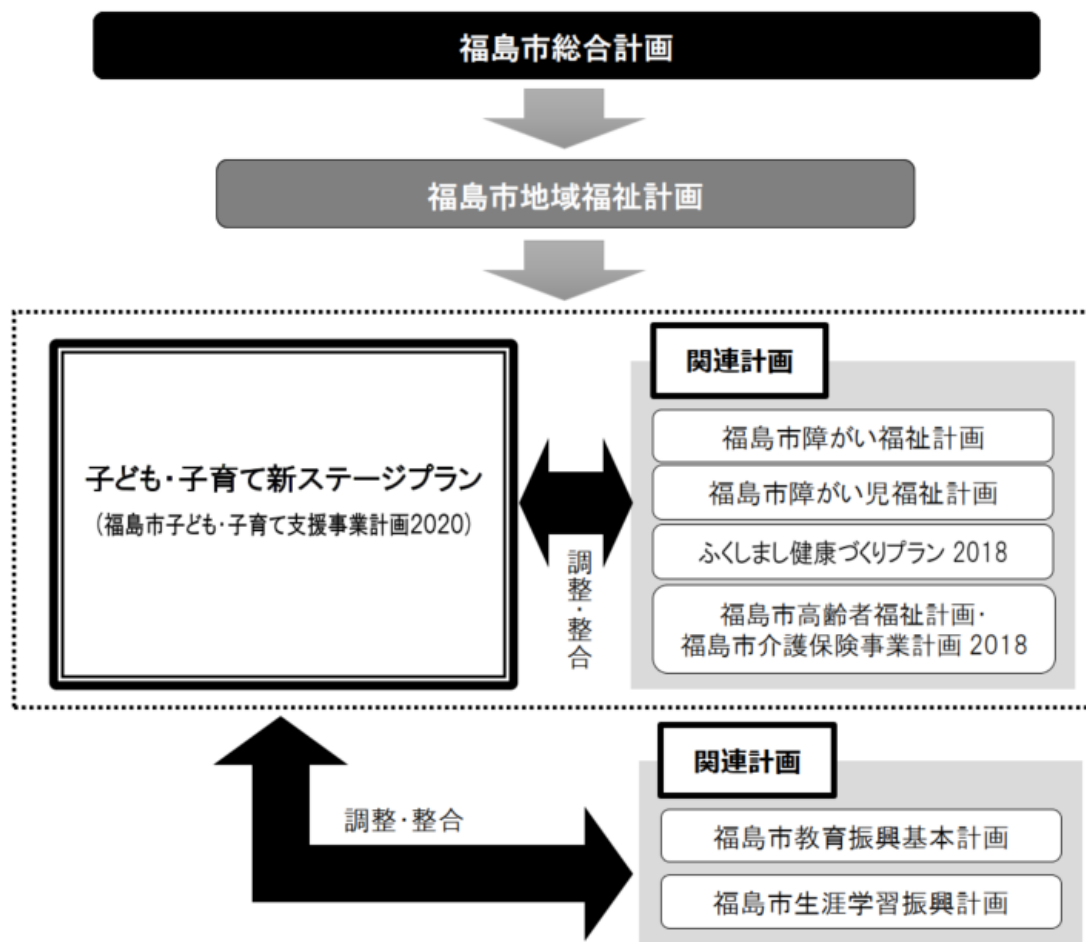 福島市総合計画
福島市地域福祉計画
子ども・子育て新ステージプラン
(福島市子ども・子育て支援事業計画2020)
調整・整合
関連計画
福島市障がい福祉計画
福島市障がい児福祉計画
ふくしまし健康づくりプラン 2018
福島市高齢者福祉計画・
福島市介護保険事業計画 2018
調整・整合
関連計画
福島市教育振興基本計画
福島市生涯学習振興計画